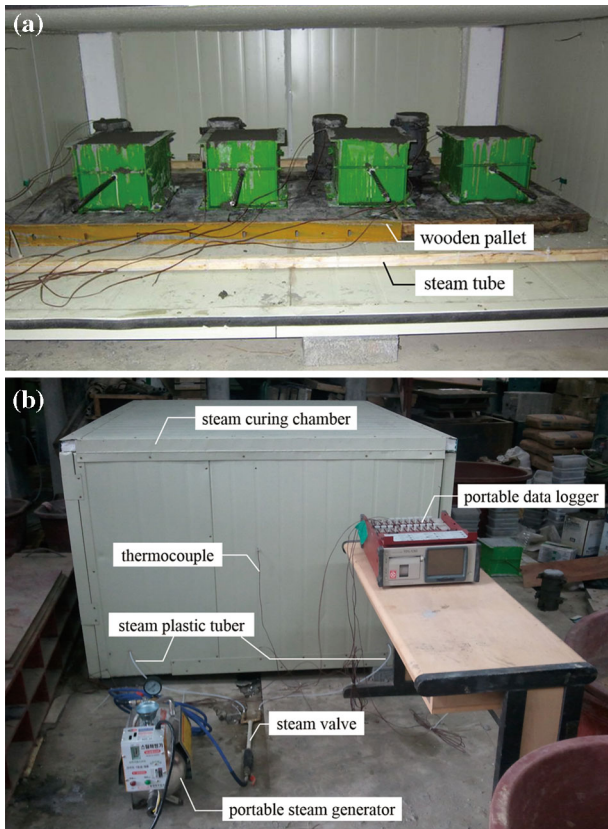 (a)
wooden pallet
steam tube
(b)
steam curing chamber
portable data logger
thermocouple
steam plastic tuber
steam valve
portable steam generator